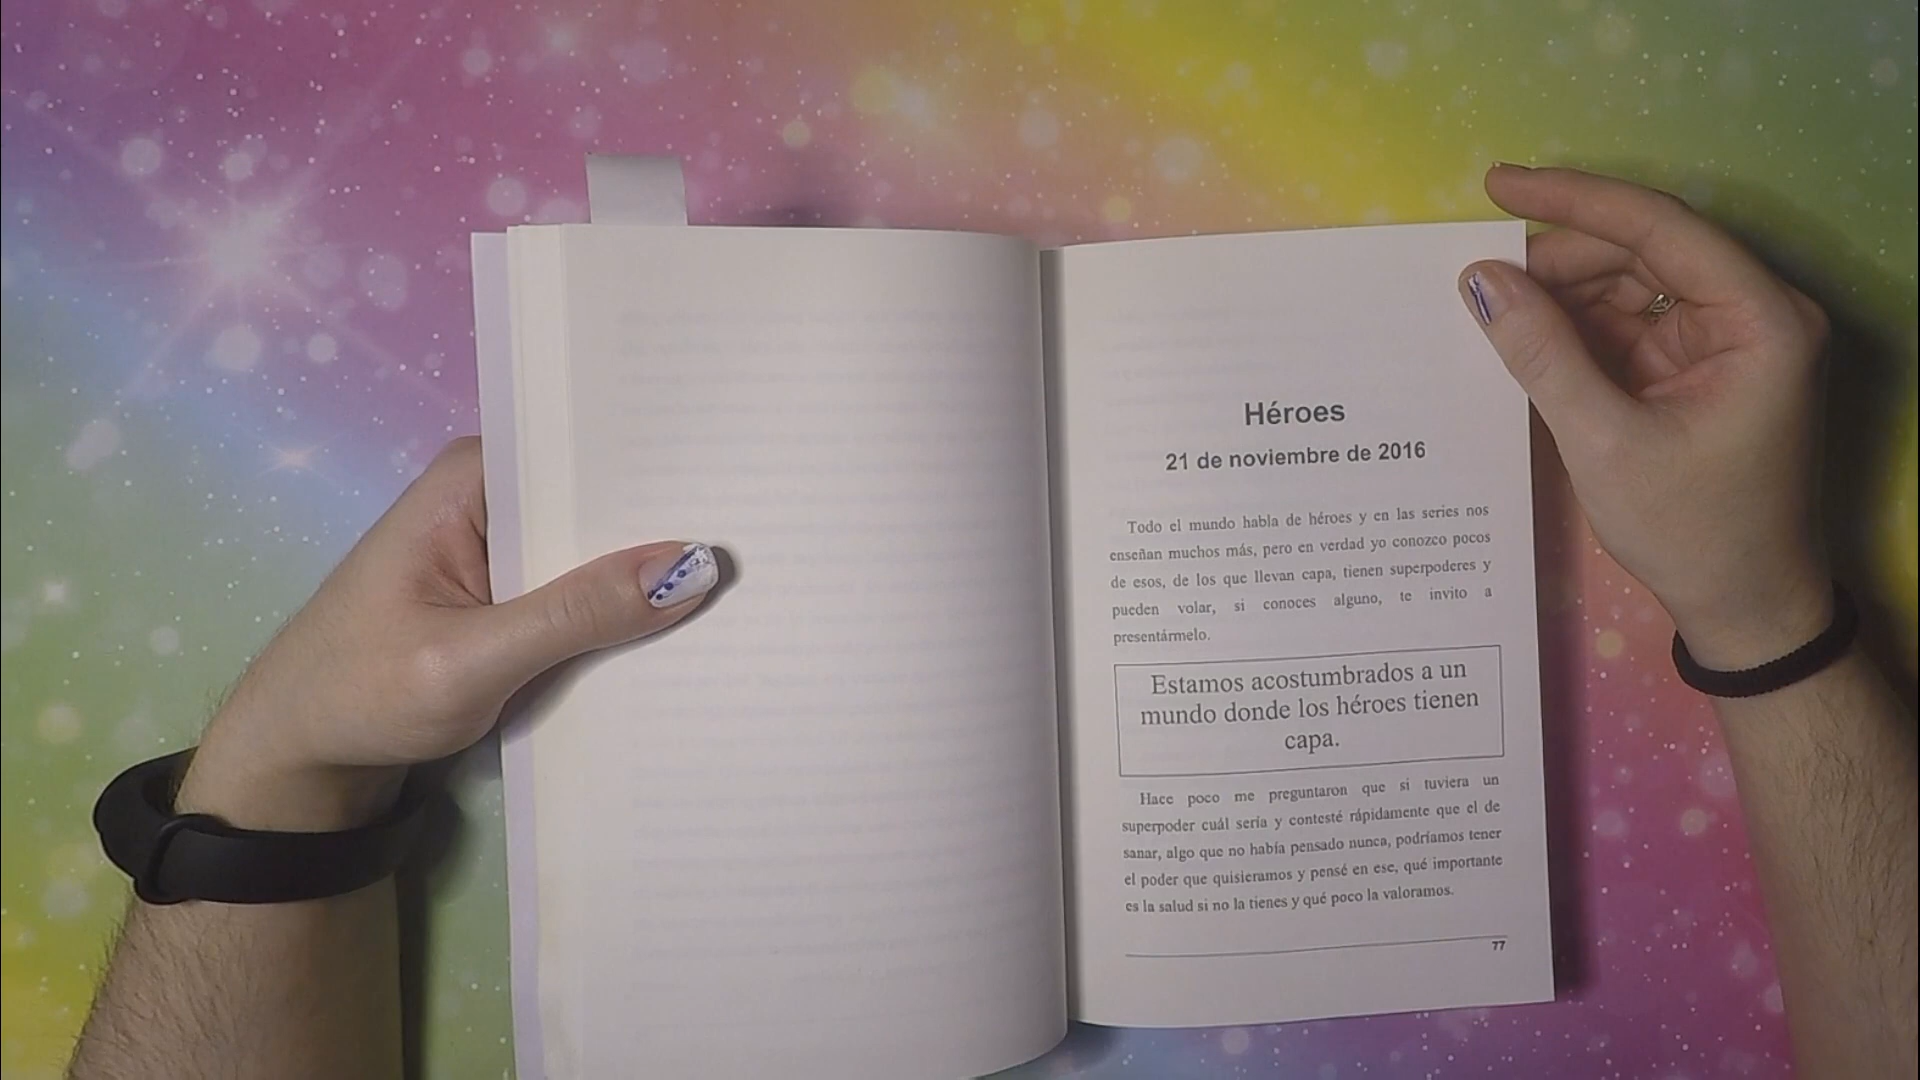 Héroes
21 de noviembre de 2016
Todo el mundo habla de héroes y en las series nos
enseñan muchos más, pero en verdad yo conozco pocos
de esos, de los que llevan capa, tienen superpoderes y
pueden volar, si conoces alguno, te invito a
presentármelo.
Estamos acostumbrados a un
mundo donde los héroes tienen
capa.
Hace poco me preguntaron que si tuviera un
superpoder cuál sería y contesté rápidamente que el de
sanar, algo que no había pensado nunca, podríamos tener
el poder que quisieramos y pensé en ese, qué importante
es la salud si no la tienes y qué poco la valoramos.
77